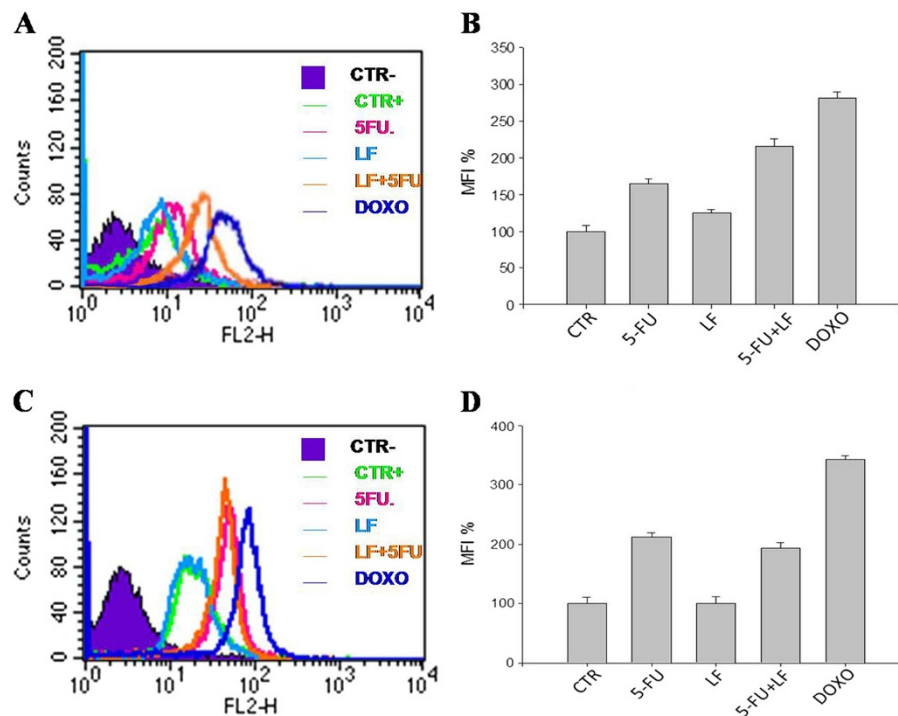 A
Counts
200
160
120
80
40
0
CTR-
CTR+
5FU.
LF
LF+5FU
DOXO
10^0 10^1 10^2 10^3 10^4
FL2-H
B
MFI %
350
300
250
200
150
100
50
0
CTR 5-FU LF 5-FU+LF DOXO
C
Counts
200
160
120
80
40
0
CTR-
CTR+
5FU.
LF
LF+5FU
DOXO
10^0 10^1 10^2 10^3 10^4
FL2-H
D
MFI %
400
300
200
100
0
CTR 5-FU LF 5-FU+LF DOXO